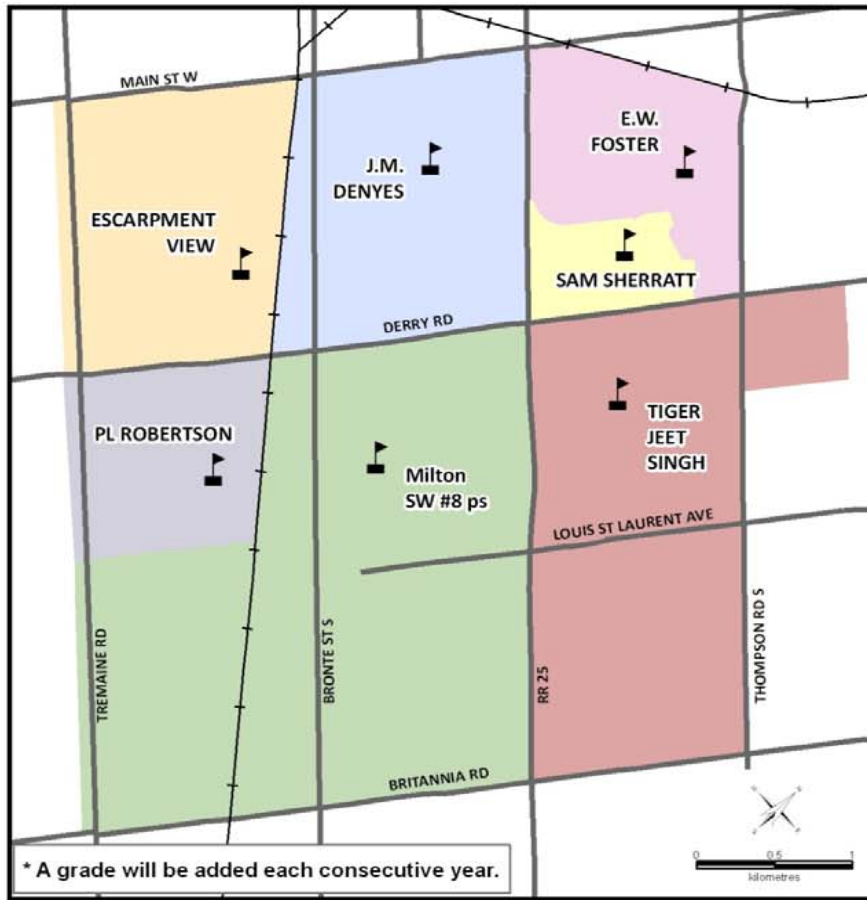 MAIN ST W
E.W.
FOSTER
J.M.
DENYES
ESCARPMENT
VIEW
SAM SHERRATT
DERRY RD
PL ROBERTSON
TIGER
JEET
SINGH
Milton
SW #8 ps
LOUIS ST LAURENT AVE
TREMAINE RD
BRONTE ST S
RR 25
THOMPSON RD S
BRITANNIA RD
* A grade will be added each consecutive year.
0 0.5 1
kilometres